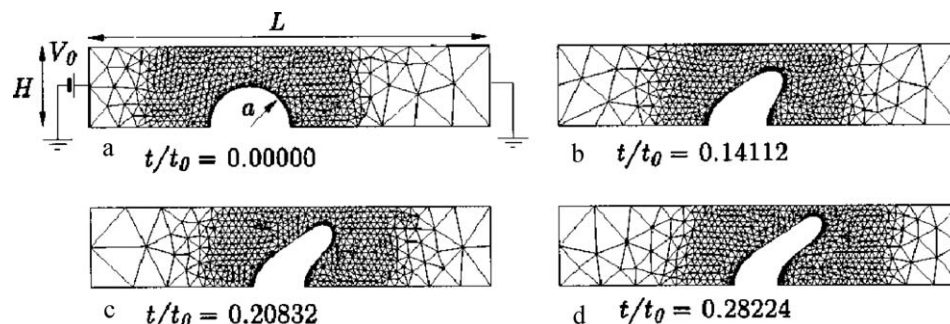 L
V₀
H
a
a t/t₀ = 0.00000
b t/t₀ = 0.14112
c t/t₀ = 0.20832
d t/t₀ = 0.28224